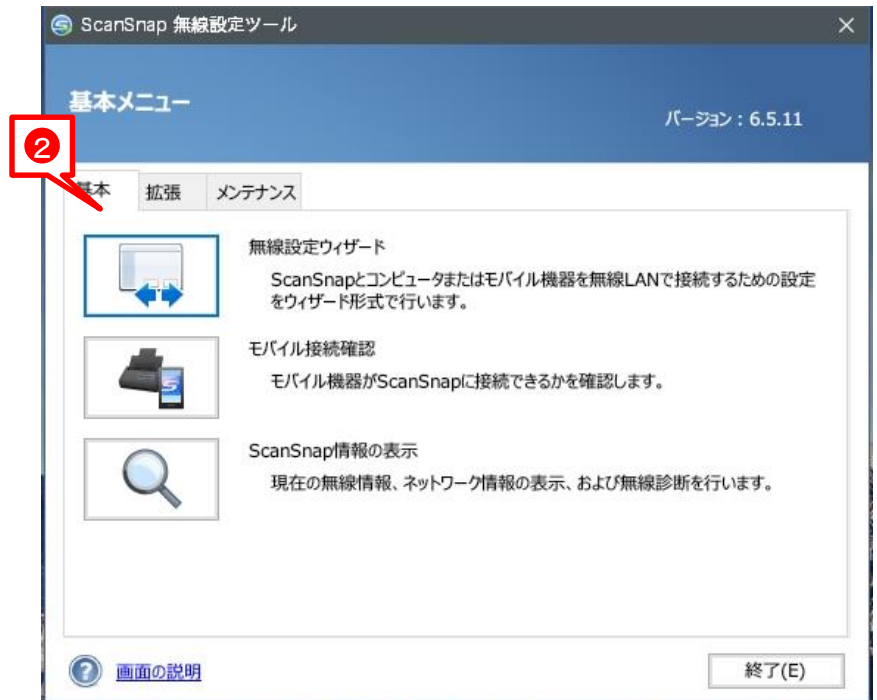 ScanSnap 無線設定ツール
基本メニュー
バージョン : 6.5.11
2
基本 拡張 メンテナンス
無線設定ウィザード
ScanSnapとコンピュータまたはモバイル機器を無線LANで接続するための設定
をウィザード形式で行います。
モバイル接続確認
モバイル機器がScanSnapに接続できるかを確認します。
ScanSnap情報の表示
現在の無線情報、ネットワーク情報の表示、および無線診断を行います。
画面の説明
終了(E)